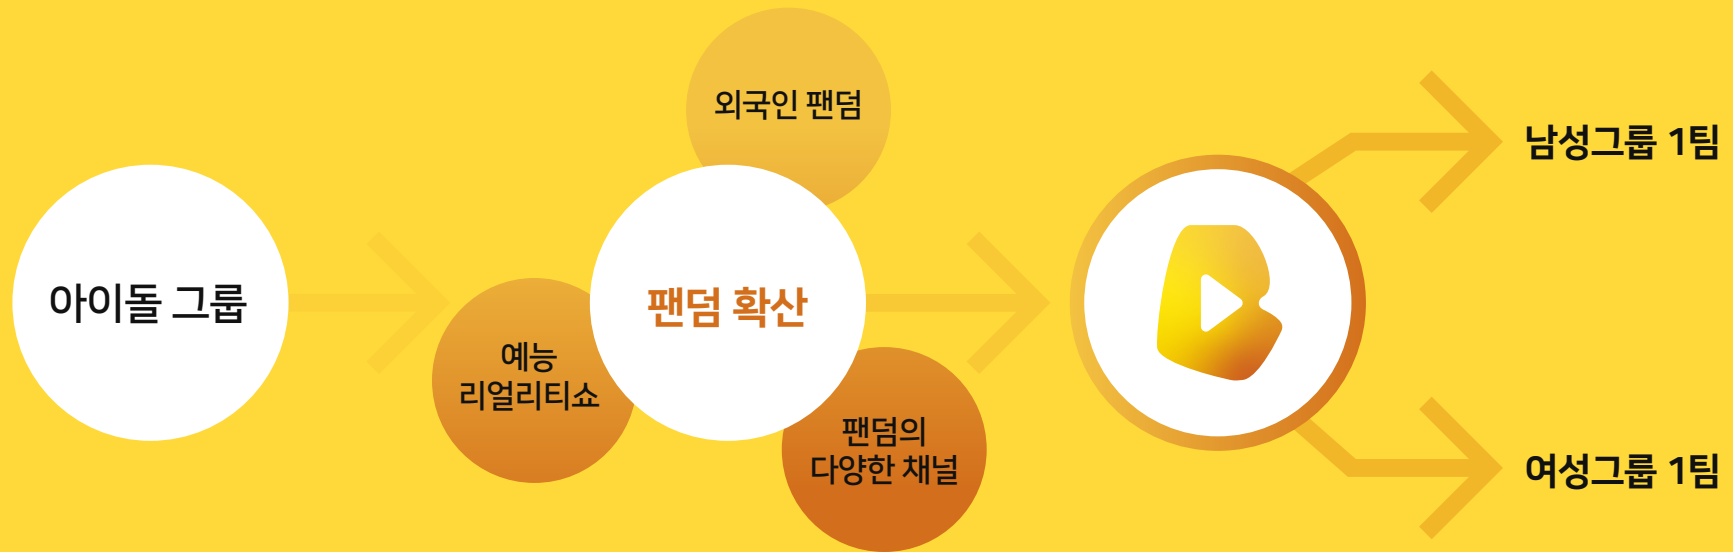 아이돌 그룹
외국인 팬덤
팬덤 확산
예능
리얼리티쇼
팬덤의
다양한 채널
남성그룹 1팀
여성그룹 1팀